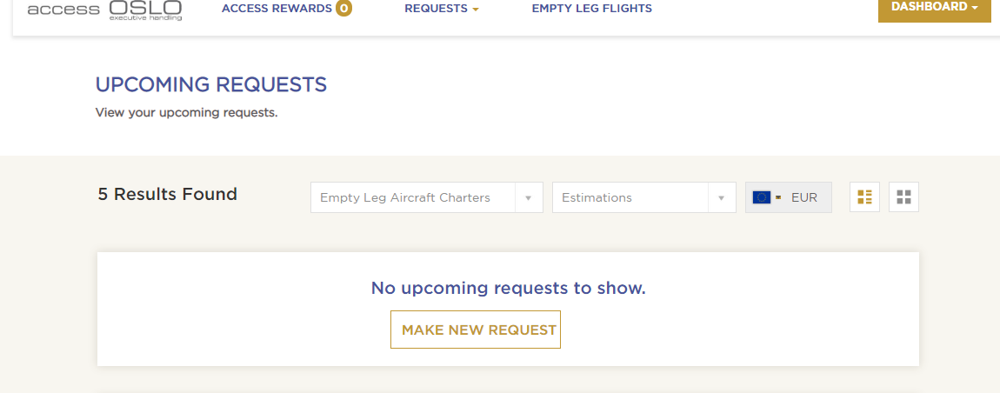 access OSLO
executive handling
ACCESS REWARDS 0
REQUESTS
EMPTY LEG FLIGHTS
DASHBOARD
UPCOMING REQUESTS
View your upcoming requests.
5 Results Found
Empty Leg Aircraft Charters
Estimations
EUR
No upcoming requests to show.
MAKE NEW REQUEST